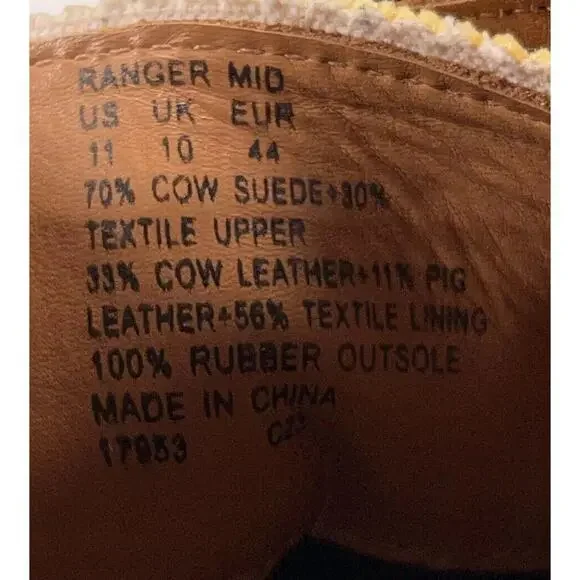 RANGER MID
US UK EUR
11 10 44
70% COW SUEDE+30%
TEXTILE UPPER
33% COW LEATHER+11% PIG
LEATHER+56% TEXTILE LINING
100% RUBBER OUTSOLE
MADE IN CHINA
17953